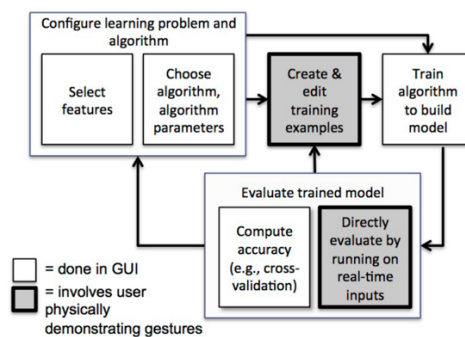 Configure learning problem and
algorithm
Select
features
Choose
algorithm,
algorithm
parameters
Create &
edit
training
examples
Train
algorithm
to build
model
Evaluate trained model
Compute
accuracy
(e.g., cross-
validation)
Directly
evaluate by
running on
real-time
inputs
= done in GUI
= involves user
physically
demonstrating gestures